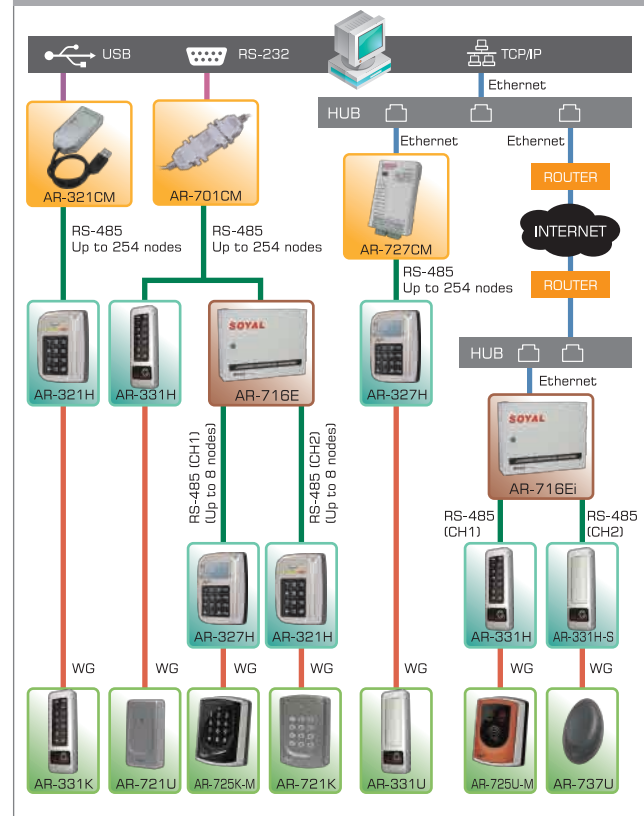 USB
RS-232
TCP/IP
Ethernet
HUB
Ethernet
Ethernet
AR-321CM
AR-701CM
AR-727CM
ROUTER
INTERNET
ROUTER
RS-485
Up to 254 nodes
RS-485
Up to 254 nodes
RS-485
Up to 254 nodes
AR-321H
AR-331H
SOYAL
AR-716E
AR-327H
HUB
Ethernet
SOYAL
AR-716Ei
RS-485 (CH1)
(Up to 8 nodes)
RS-485 (CH2)
(Up to 8 nodes)
RS-485
(CH1)
RS-485
(CH2)
AR-327H
AR-321H
AR-331H
AR-331H-S
WG
WG
WG
WG
WG
WG
WG
AR-331K
AR-721U
AR-725K-M
AR-721K
AR-331U
AR-725U-M
AR-737U